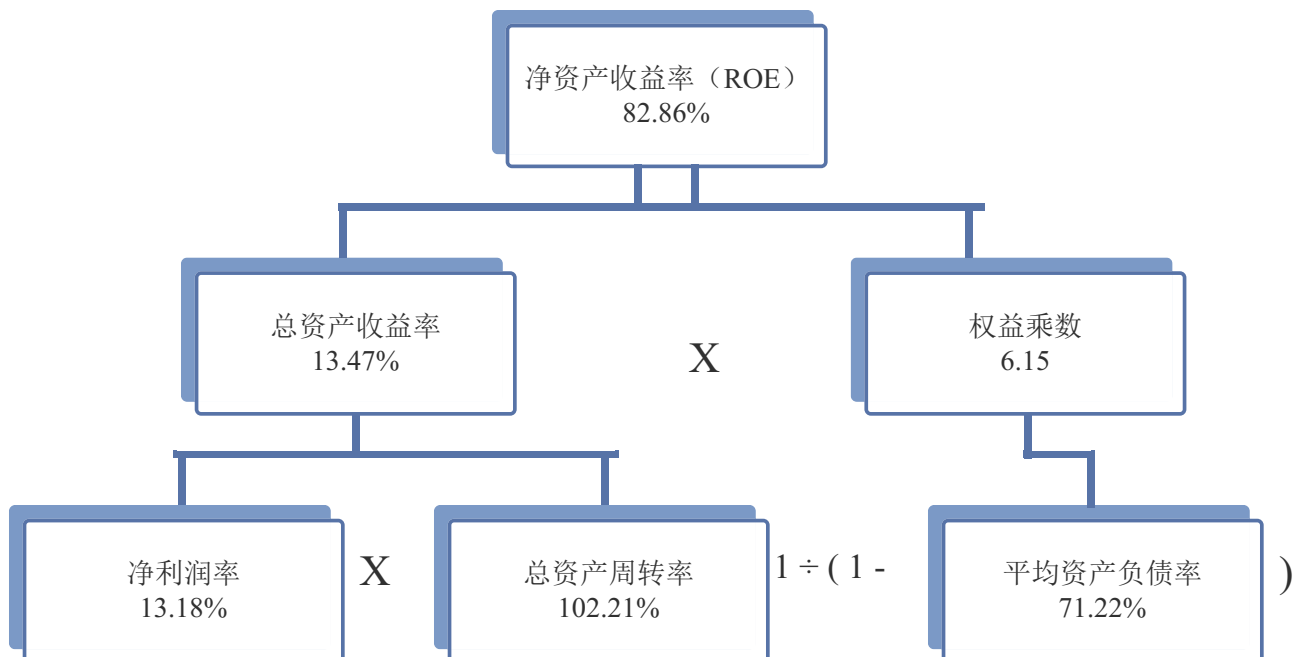 净资产收益率（ROE）
82.86%
总资产收益率
13.47%
X
权益乘数
6.15
净利润率
13.18%
X
总资产周转率
102.21%
1 ÷ ( 1 -
平均资产负债率
71.22%
)